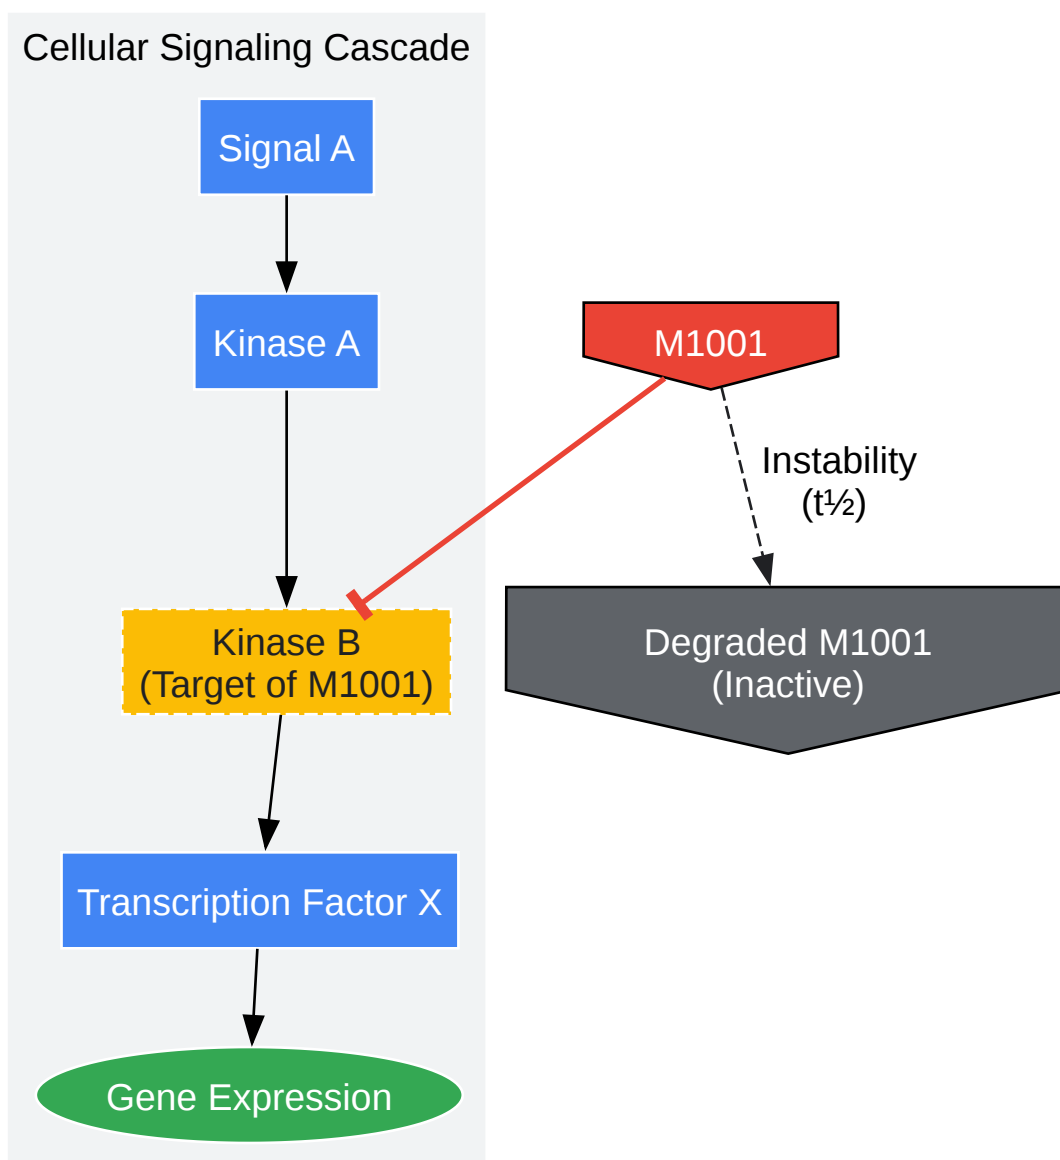 Cellular Signaling Cascade
Signal A
Kinase A
M1001
Instability
(t½)
Kinase B
(Target of M1001)
Degraded M1001
(Inactive)
Transcription Factor X
Gene Expression